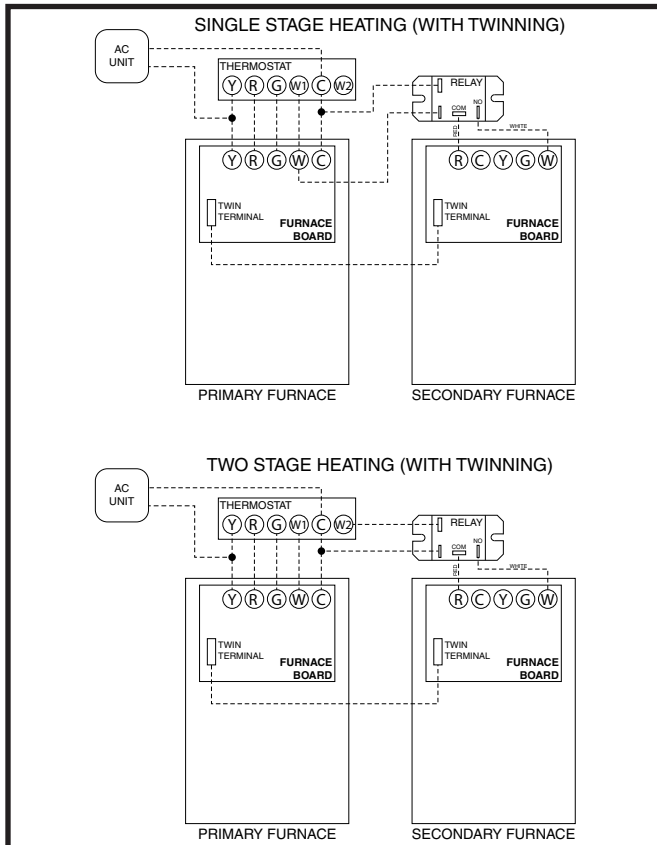 SINGLE STAGE HEATING (WITH TWINNING)
AC
UNIT
THERMOSTAT
Y R G W1 C W2
RELAY
COM
NO
RED
WHITE
Y R G W C
R C Y G W
TWIN
TERMINAL
FURNACE
BOARD
TWIN
TERMINAL
FURNACE
BOARD
PRIMARY FURNACE
SECONDARY FURNACE
TWO STAGE HEATING (WITH TWINNING)
AC
UNIT
THERMOSTAT
Y R G W1 C W2
RELAY
COM
NO
RED
WHITE
Y R G W C
R C Y G W
TWIN
TERMINAL
FURNACE
BOARD
TWIN
TERMINAL
FURNACE
BOARD
PRIMARY FURNACE
SECONDARY FURNACE